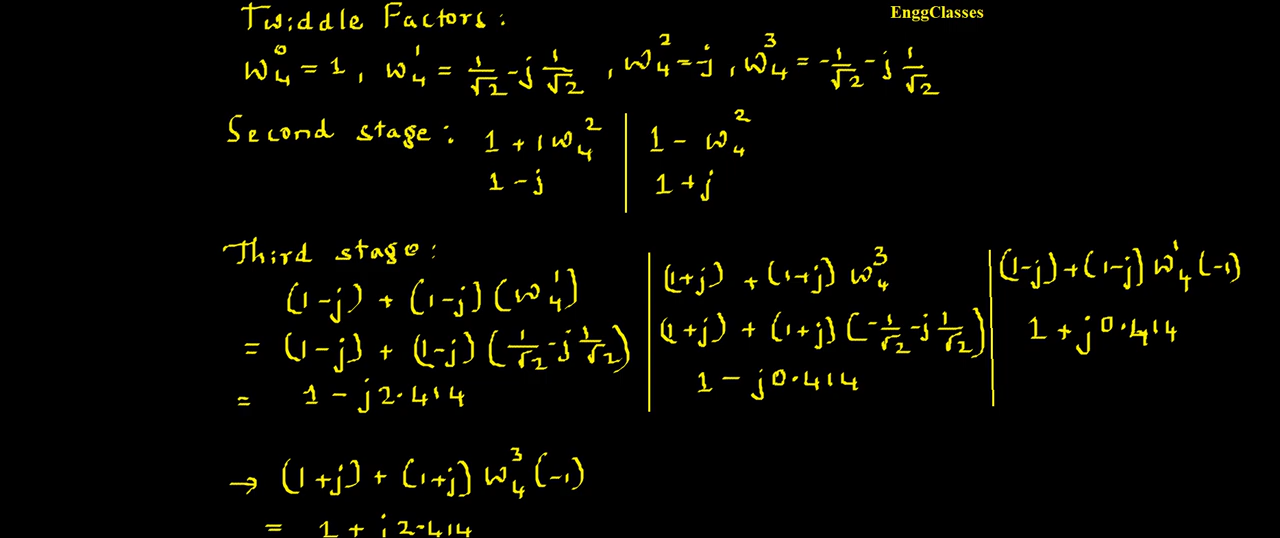 EnggClasses
Twiddle Factors:
W₄⁰ = 1, W₄¹ = 1/√2 - j 1/√2, W₄² = -j, W₄³ = -1/√2 - j 1/√2
Second stage: 1 + 1W₄² | 1 - W₄²
1 - j | 1 + j
Third stage:
(1-j) + (1-j) (W₄¹) | (1+j) + (1+j) W₄³ | (1-j) + (1-j) W₄¹ (-1)
= (1-j) + (1-j) (1/√2 - j 1/√2) | (1+j) + (1+j) (-1/√2 - j 1/√2) | 1 + j0.414
= 1 - j2.414 | 1 - j0.414
→ (1+j) + (1+j) W₄³ (-1)
= 1 + j2.414